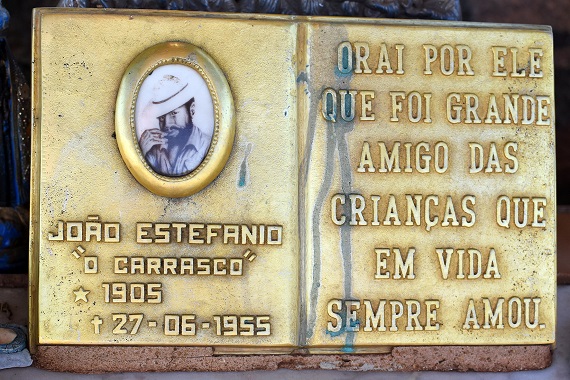 JOÃO ESTEFANIO
"O CARRASCO"
☆ 1905
✝ 27-06-1955
ORAI POR ELE
QUE FOI GRANDE
AMIGO DAS
CRIANÇAS QUE
EM VIDA
SEMPRE AMOU.